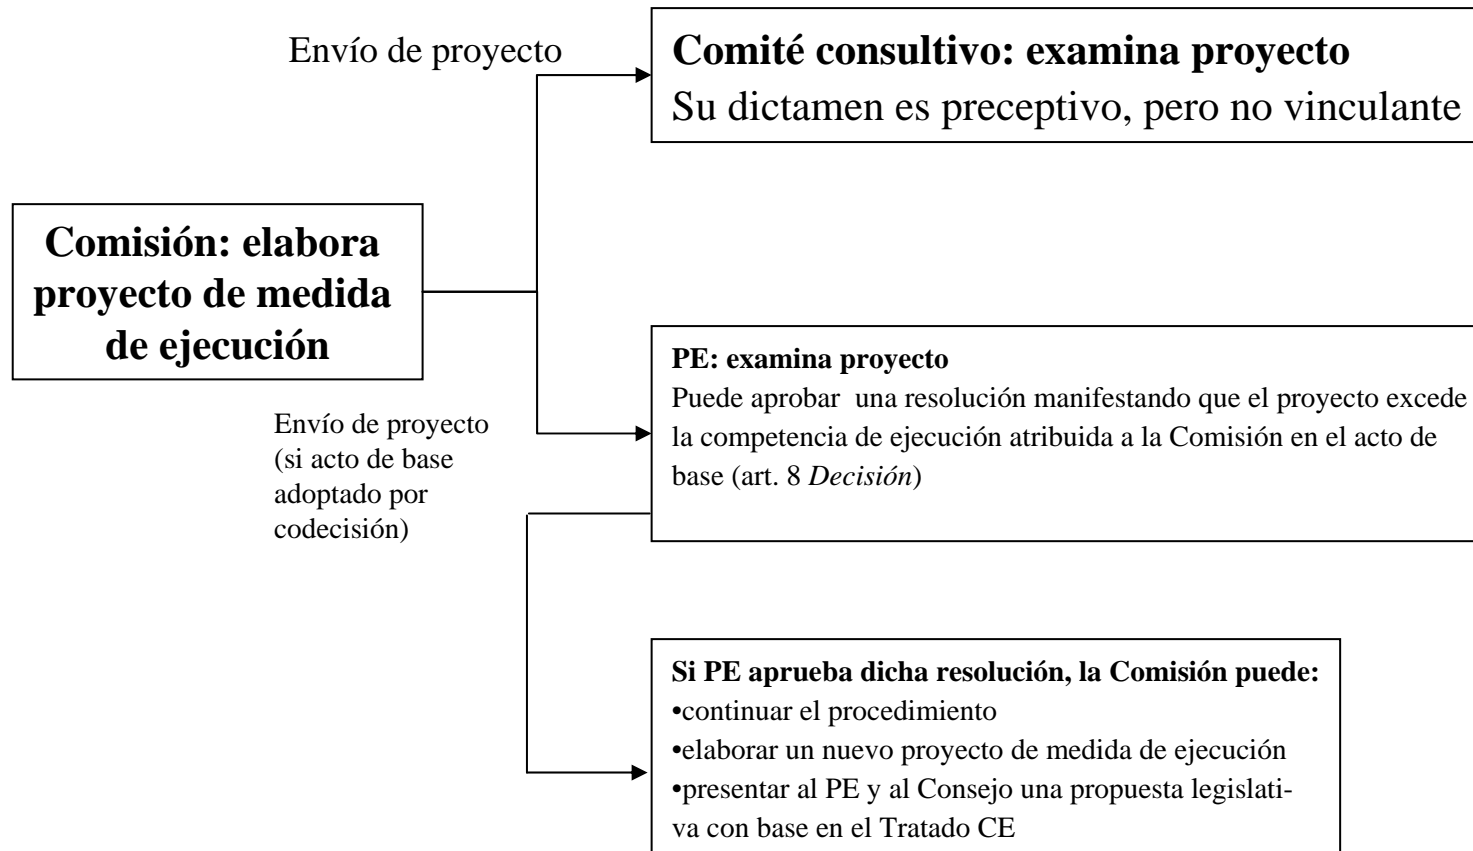 Envío de proyecto
Comité consultivo: examina proyecto
Su dictamen es preceptivo, pero no vinculante
Comisión: elabora
proyecto de medida
de ejecución
PE: examina proyecto
Puede aprobar una resolución manifestando que el proyecto excede
la competencia de ejecución atribuida a la Comisión en el acto de
base (art. 8 Decisión)
Envío de proyecto
(si acto de base
adoptado por
codecisión)
Si PE aprueba dicha resolución, la Comisión puede:
•continuar el procedimiento
•elaborar un nuevo proyecto de medida de ejecución
•presentar al PE y al Consejo una propuesta legislati-
va con base en el Tratado CE